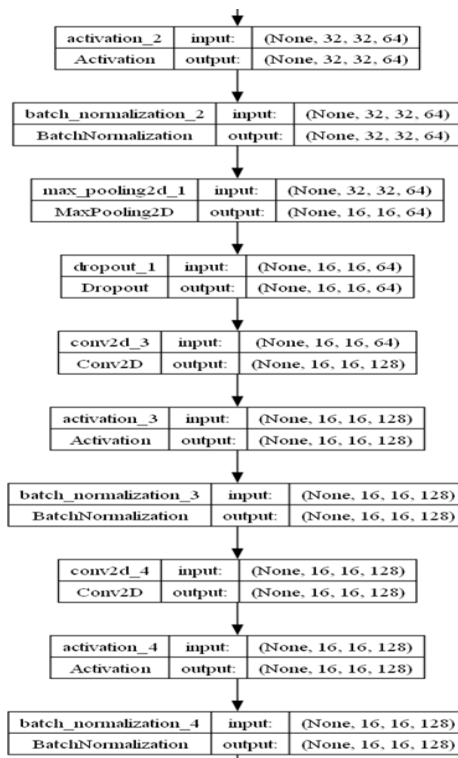 activation_2 input: (None, 32, 32, 64)
Activation output: (None, 32, 32, 64)
batch_normalization_2 input: (None, 32, 32, 64)
BatchNormalization output: (None, 32, 32, 64)
max_pooling2d_1 input: (None, 32, 32, 64)
MaxPooling2D output: (None, 16, 16, 64)
dropout_1 input: (None, 16, 16, 64)
Dropout output: (None, 16, 16, 64)
conv2d_3 input: (None, 16, 16, 64)
Conv2D output: (None, 16, 16, 128)
activation_3 input: (None, 16, 16, 128)
Activation output: (None, 16, 16, 128)
batch_normalization_3 input: (None, 16, 16, 128)
BatchNormalization output: (None, 16, 16, 128)
conv2d_4 input: (None, 16, 16, 128)
Conv2D output: (None, 16, 16, 128)
activation_4 input: (None, 16, 16, 128)
Activation output: (None, 16, 16, 128)
batch_normalization_4 input: (None, 16, 16, 128)
BatchNormalization output: (None, 16, 16, 128)